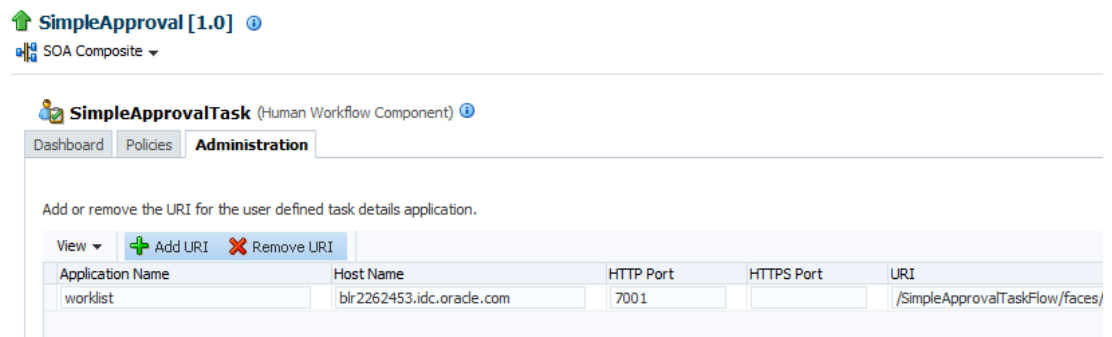 SimpleApproval [1.0]
SOA Composite
SimpleApprovalTask (Human Workflow Component)
Dashboard Policies Administration
Add or remove the URI for the user defined task details application.
View Add URI Remove URI
Application Name Host Name HTTP Port HTTPS Port URI
worklist blr2262453.idc.oracle.com 7001 /SimpleApprovalTaskFlow/faces/